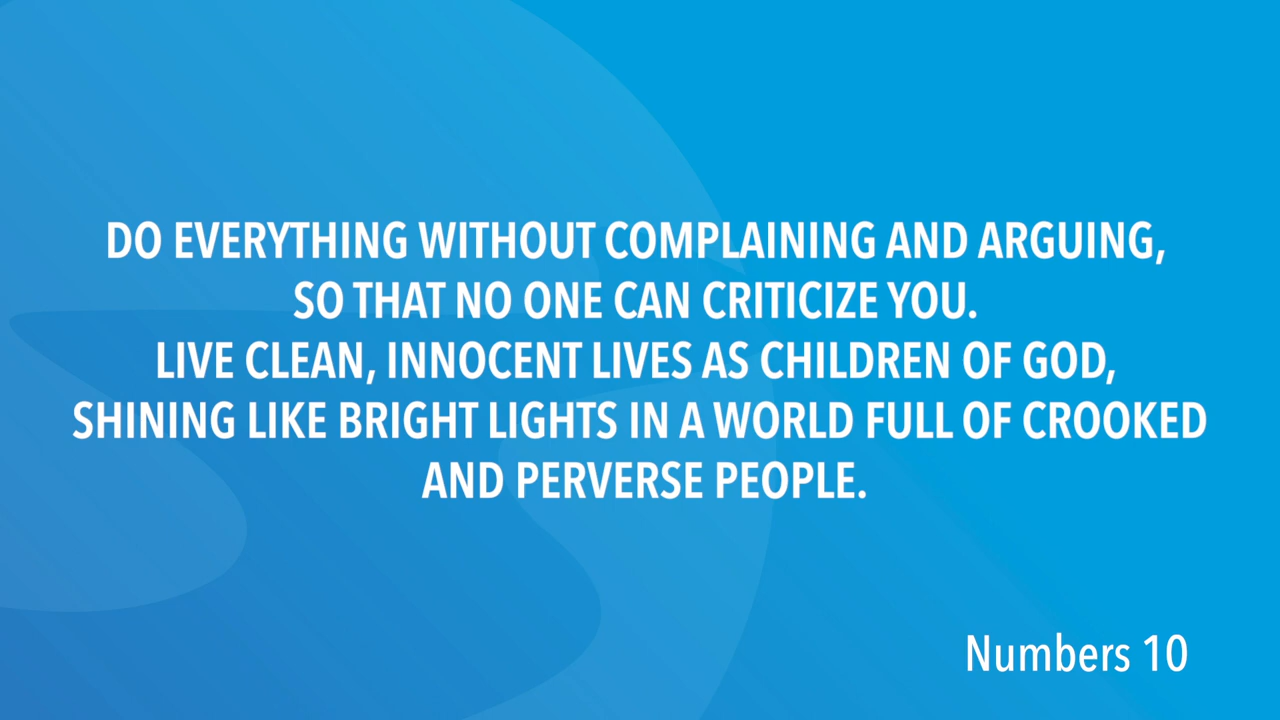 DO EVERYTHING WITHOUT COMPLAINING AND ARGUING,
SO THAT NO ONE CAN CRITICIZE YOU.
LIVE CLEAN, INNOCENT LIVES AS CHILDREN OF GOD,
SHINING LIKE BRIGHT LIGHTS IN A WORLD FULL OF CROOKED
AND PERVERSE PEOPLE.
Numbers 10